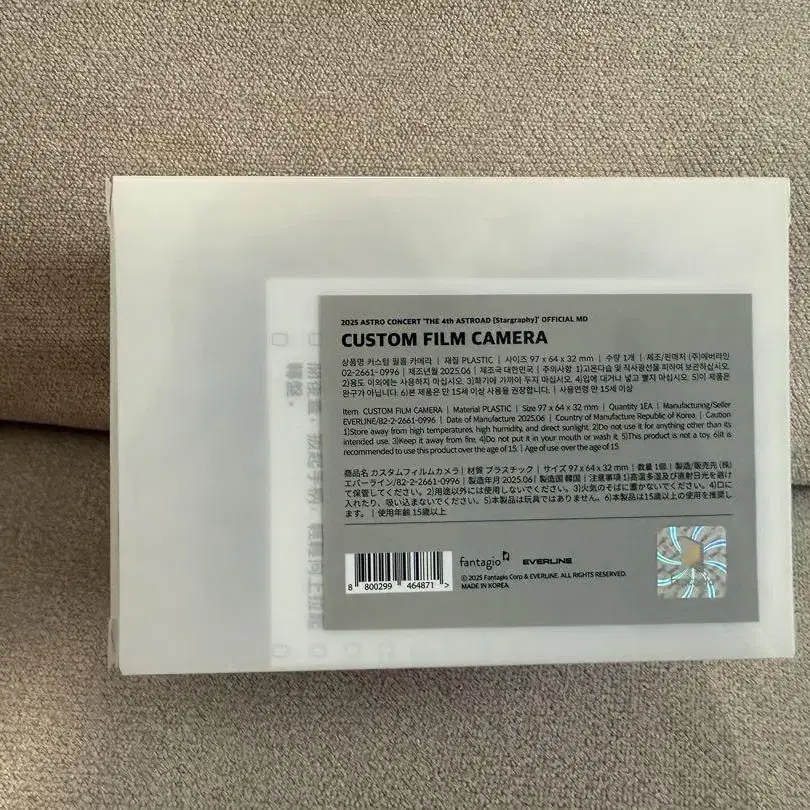 2025 ASTRO CONCERT 'THE 4th ASTROAD [Stargraphy]' OFFICIAL MD
CUSTOM FILM CAMERA
상품명 커스텀 필름 카메라 | 재질 PLASTIC | 사이즈 97 x 64 x 32 mm | 수량 1개 | 제조/판매처 (주)에버라인
02-2661-0996 | 제조년월 2025.06 | 제조국 대한민국 | 주의사항 1)고온다습 및 직사광선을 피하여 보관하십시오.
2)용도 이외에는 사용하지 마십시오. 3)화기에 가까이 두지 마십시오. 4)입에 대거나 넣고 빨지 마십시오. 5)이 제품은
완구가 아닙니다. 6)본 제품은 만 15세 이상 사용을 권장합니다. | 사용연령 만 15세 이상
Item CUSTOM FILM CAMERA | Material PLASTIC | Size 97 x 64 x 32 mm | Quantity 1EA | Manufacturing/Seller
EVERLINE/82-2-2661-0996 | Date of Manufacture 2025.06 | Country of Manufacture Republic of Korea | Caution
1)Store away from high temperatures, high humidity, and direct sunlight. 2)Do not use it for anything other than its
intended use. 3)Keep it away from fire. 4)Do not put it in your mouth or wash it. 5)This product is not a toy. 6)It is
recommended to use this product over the age of 15. | Age of use over the age of 15
商品名 カスタムフィルムカメラ | 材質 プラスチック | サイズ 97 x 64 x 32 mm | 数量 1個 | 製造/販売先 (株)
エバーライン/82-2-2661-0996 | 製造年月 2025.06 | 製造国 韓国 | 注意事項 1)高温多湿及び直射日光を避け
て保管してください。2)用途以外には使用しないでください。3)火気のそばに置かないでください。4)口に
入れたり、吸い込まないでください。5)本製品は玩具ではありません。6)本製品は15歳以上の使用を推奨し
ます。 | 使用年齢 15歳以上
8 800299 464871 >
fantagio
EVERLINE
© 2025 Fantagio Corp & EVERLINE. ALL RIGHTS RESERVED.
MADE IN KOREA